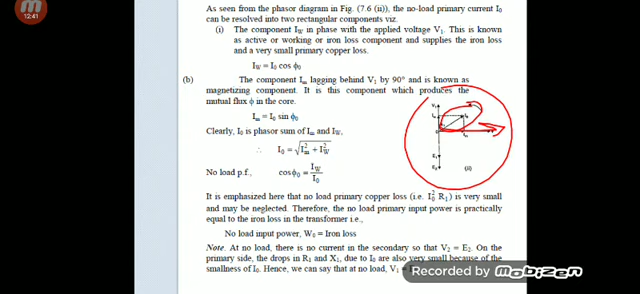 12:41
As seen from the phasor diagram in Fig. (7.6 (ii)), the no-load primary current I0
can be resolved into two rectangular components viz.
(i) The component IW in phase with the applied voltage V1. This is known
as active or working or iron loss component and supplies the iron loss
and a very small primary copper loss.
IW = I0 cos ϕ0
(b) The component Im lagging behind V1 by 90° and is known as
magnetizing component. It is this component which produces the
mutual flux ϕ in the core.
Im = I0 sin ϕ0
Clearly, I0 is phasor sum of Im and IW,
∴ I0 = √(I²m + I²W)
No load p.f., cos ϕ0 = IW/I0
V1
I0
Im
E1
E2
(ii)
It is emphasized here that no load primary copper loss (i.e. I²0 R1) is very small
and may be neglected. Therefore, the no load primary input power is practically
equal to the iron loss in the transformer i.e.,
No load input power, W0 = Iron loss
Note. At no load, there is no current in the secondary so that V2 = E2. On the
primary side, the drops in R1 and X1, due to I0 are also very small because of the
smallness of I0. Hence, we can say that at no load, V1 =
Recorded by Mobizen